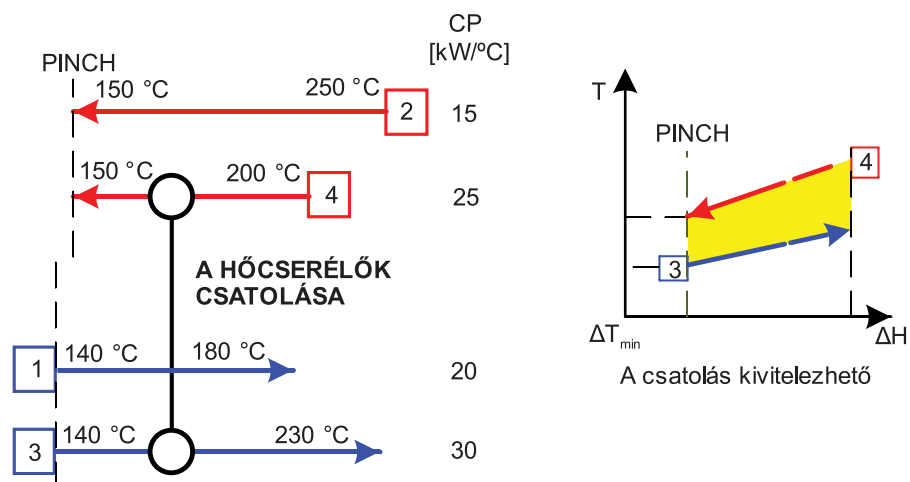 CP
[kW/ºC]
PINCH
150 °C 250 °C 2 15
150 °C 200 °C 4 25
A HŐCSERÉLŐK
CSATOLÁSA
1 140 °C 180 °C 20
3 140 °C 230 °C 30
T
PINCH
4
3
ΔTmin ΔH
A csatolás kivitelezhető